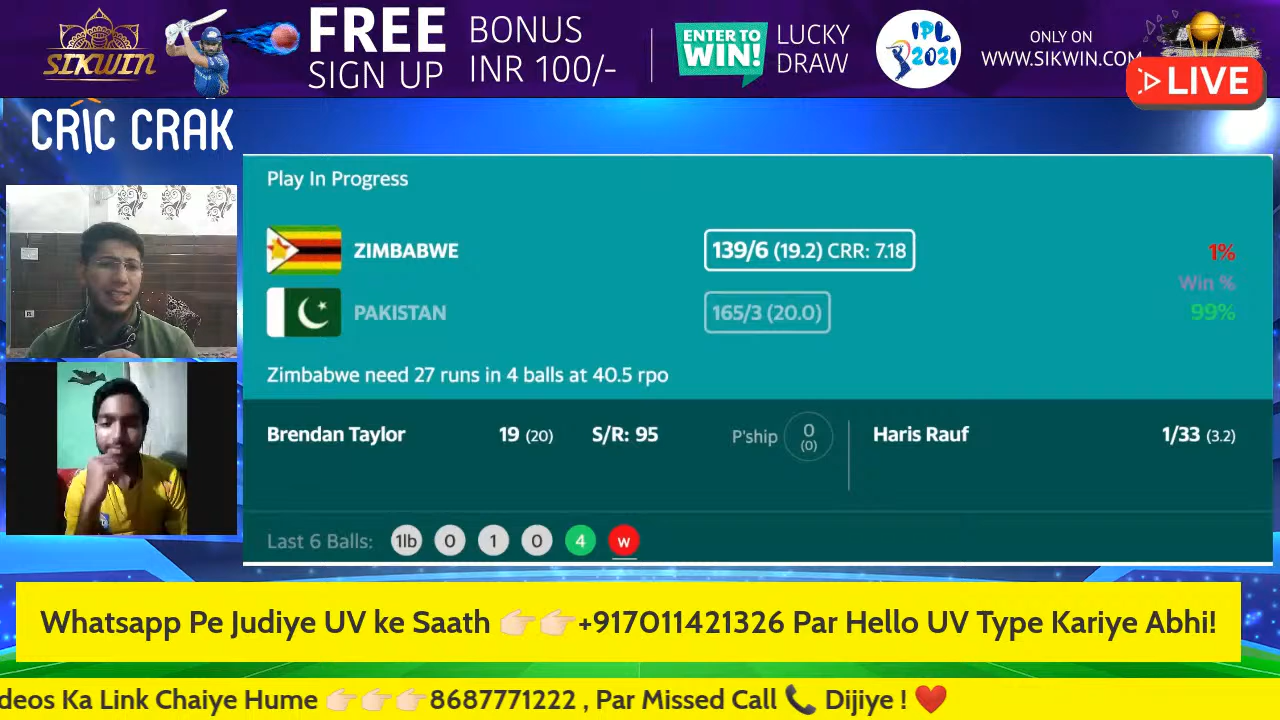 SIKWIN
FREE
SIGN UP
BONUS
INR 100/-
ENTER TO
WIN!
LUCKY
DRAW
IPL
2021
ONLY ON
WWW.SIKWIN.COM
LIVE
CRIC CRAK
Play In Progress
ZIMBABWE 139/6 (19.2) CRR: 7.18 1%
Win %
PAKISTAN 165/3 (20.0) 99%
Zimbabwe need 27 runs in 4 balls at 40.5 rpo
Brendan Taylor 19 (20) S/R: 95 P'ship 0 (0) Haris Rauf 1/33 (3.2)
Last 6 Balls: 1lb 0 1 0 4 w
Whatsapp Pe Judiye UV ke Saath 👉🏻👉🏻+917011421326 Par Hello UV Type Kariye Abhi!
deos Ka Link Chaiye Hume 👉🏻👉🏻👉🏻8687771222 , Par Missed Call 📞 Dijiye ! ❤️